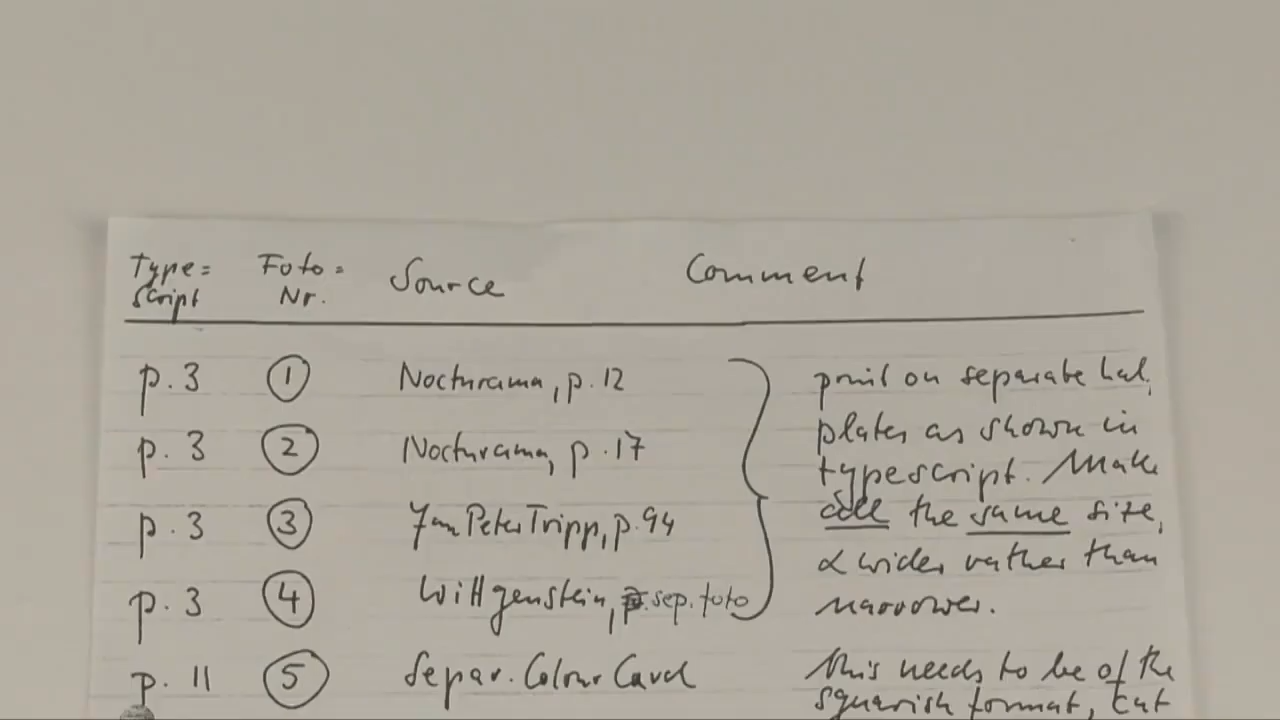 Type= Foto= Source Comment
Script Nr.
p. 3 1 Nocturama, p. 12 print on separate hal,
p. 3 2 Nocturama, p. 17 plates as shown in
typescript. Make
p. 3 3 Jan Peter Tripp, p. 94 all the same size,
& wider rather than
p. 3 4 Wittgenstein, sep. foto narrower.
p. 11 5 Separ. Colour Card This needs to be of the
squarish format, cut